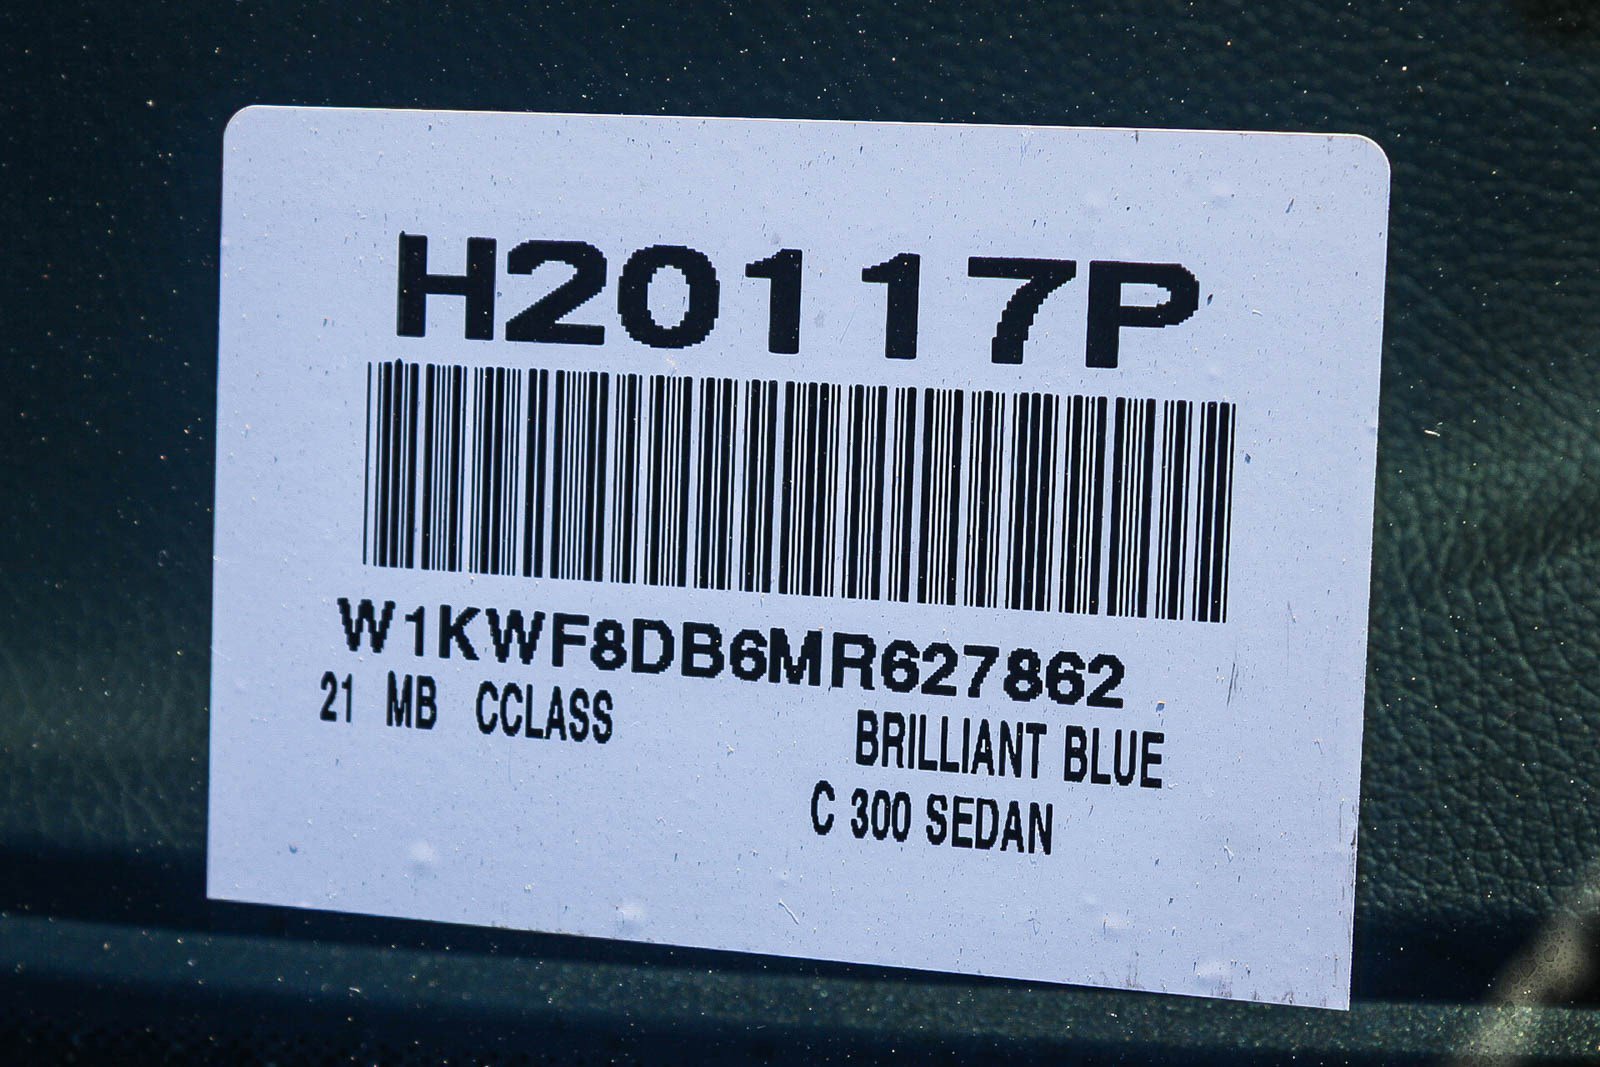 H20117P
W1KWF8DB6MR627862
21 MB CCLASS
BRILLIANT BLUE
C 300 SEDAN